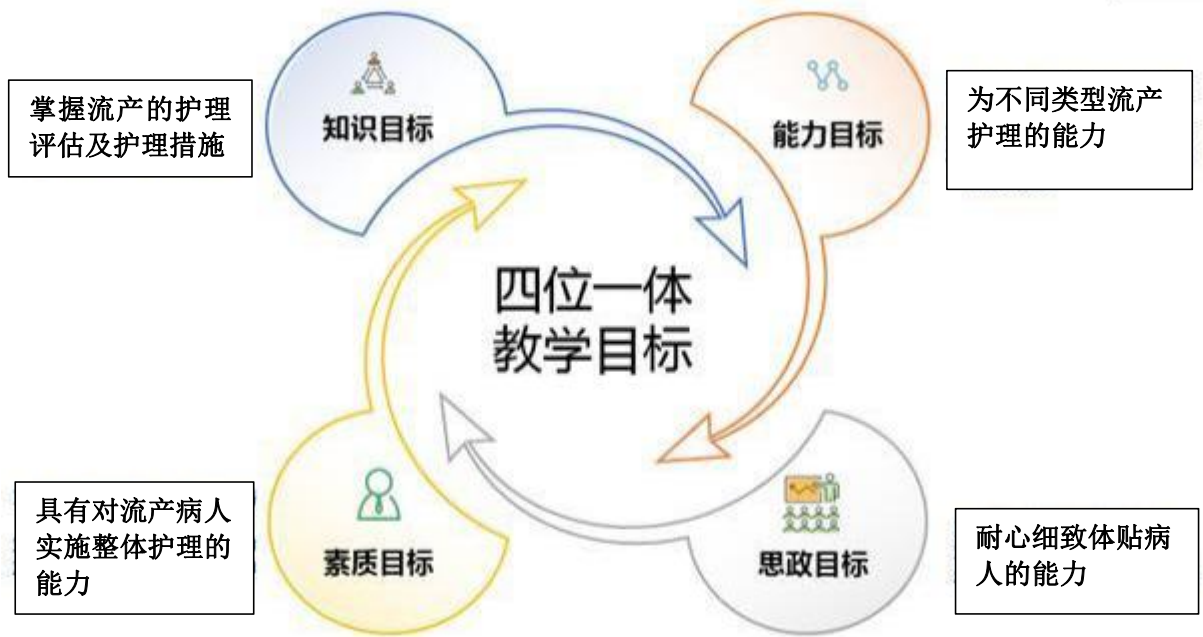 掌握流产的护理
评估及护理措施
知识目标
能力目标
为不同类型流产
护理的能力
四位一体
教学目标
具有对流产病人
实施整体护理的
能力
素质目标
思政目标
耐心细致体贴病
人的能力